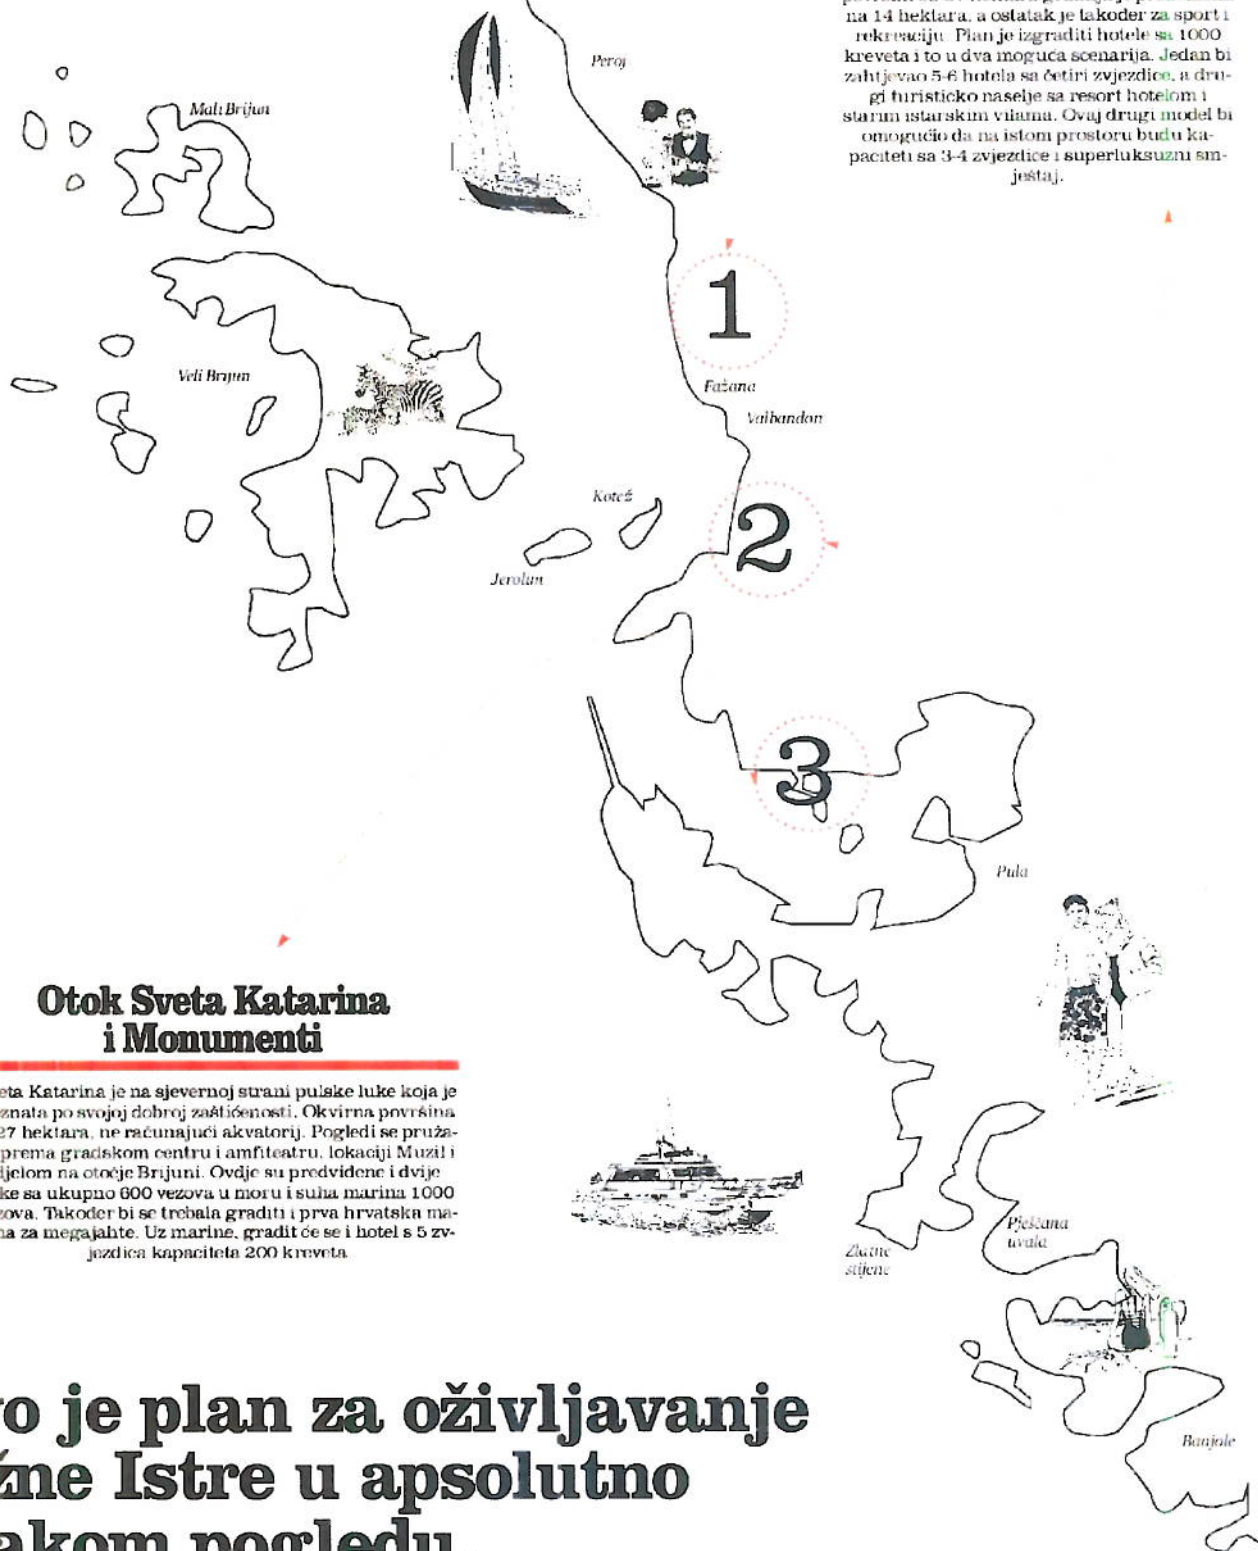 na 14 hektara, a ostatak je također za sport i
rekreaciju. Plan je izgraditi hotele sa 1000
kreveta i to u dva moguća scenarija. Jedan bi
zahtjevao 5-6 hotela sa četiri zvjezdice, a dru-
gi turističko naselje sa resort hotelom i
starim istarskim vilama. Ovaj drugi model bi
omogućio da na istom prostoru budu ka-
paciteti sa 3-4 zvjezdice i superluksuzni smj-
ještaj.
Peroj
Mali Brijun
1
Veli Brijun
Fažana
Valbandon
Kotež
2
Jerolim
3
Pula
Otok Sveta Katarina
i Monumenti
eta Katarina je na sjevernoj strani pulske luke koja je
znata po svojoj dobroj zaštićenosti. Okvirna površina
27 hektara, ne računajući akvatorij. Pogledi se pruža-
prema gradskom centru i amfiteatru, lokaciji Muzil i
ijelom na otočje Brijuni. Ovdje su predviđene i dvije
ke sa ukupno 600 vezova u moru i suha marina 1000
zova. Također bi se trebala graditi i prva hrvatska ma-
na za megajahte. Uz marine, gradit će se i hotel s 5 zv-
jezdica kapaciteta 200 kreveta
Pješčana
uvala
Zlatne
stijene
Banjole
o je plan za oživljavanje
žne Istre u apsolutno
akom pogledu